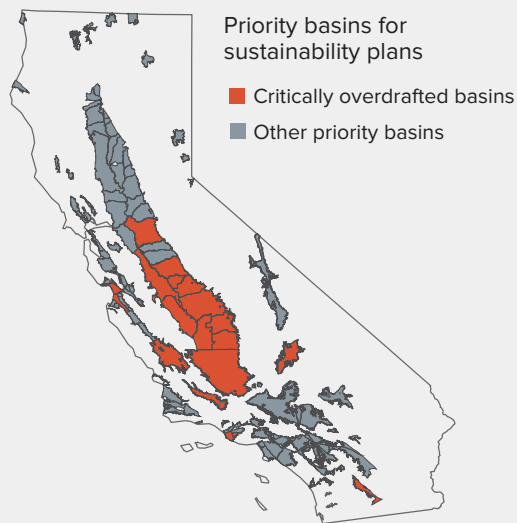 Priority basins for
sustainability plans
Critically overdrafted basins
Other priority basins